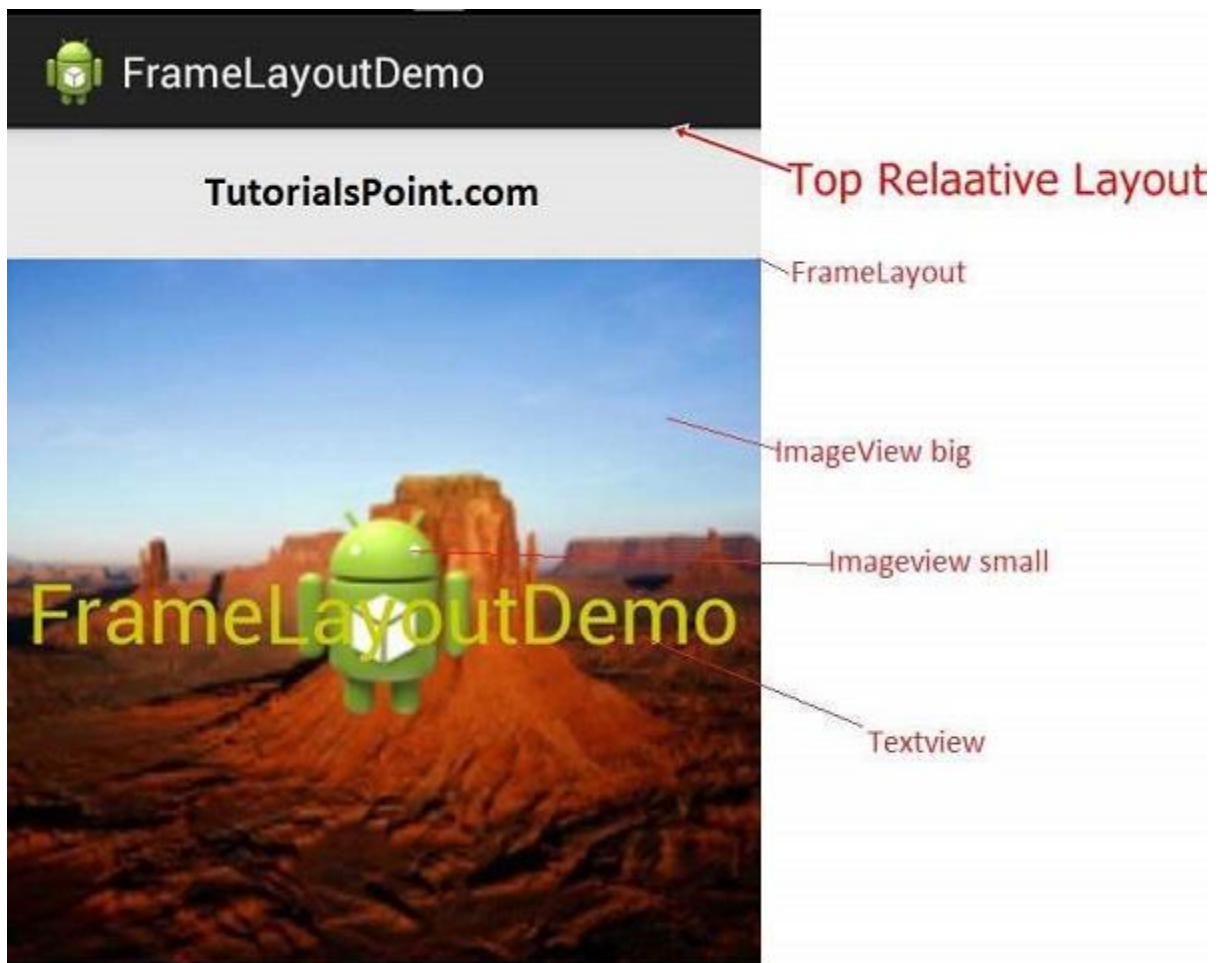 FrameLayoutDemo
Top Relaative Layout
TutorialsPoint.com
FrameLayout
ImageView big
Imageview small
FrameLayoutDemo
Textview